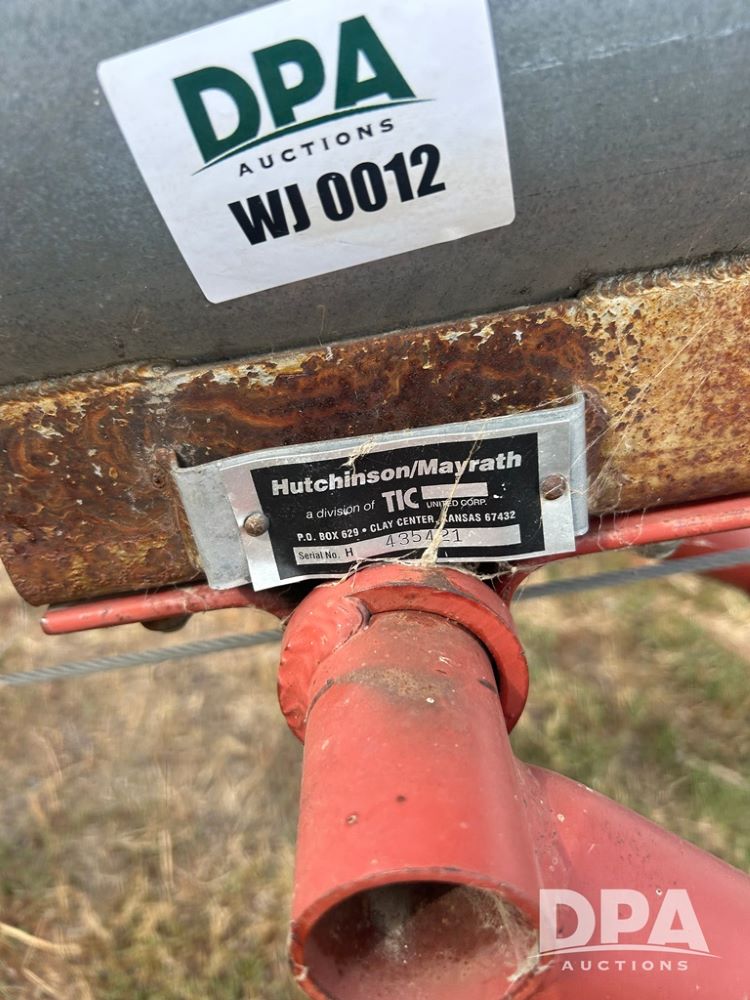 DPA
AUCTIONS
WJ 0012
Hutchinson/Mayrath
a division of TIC UNITED CORP.
P.O. BOX 629 • CLAY CENTER, KANSAS 67432
Serial No. H 435421
DPA
AUCTIONS